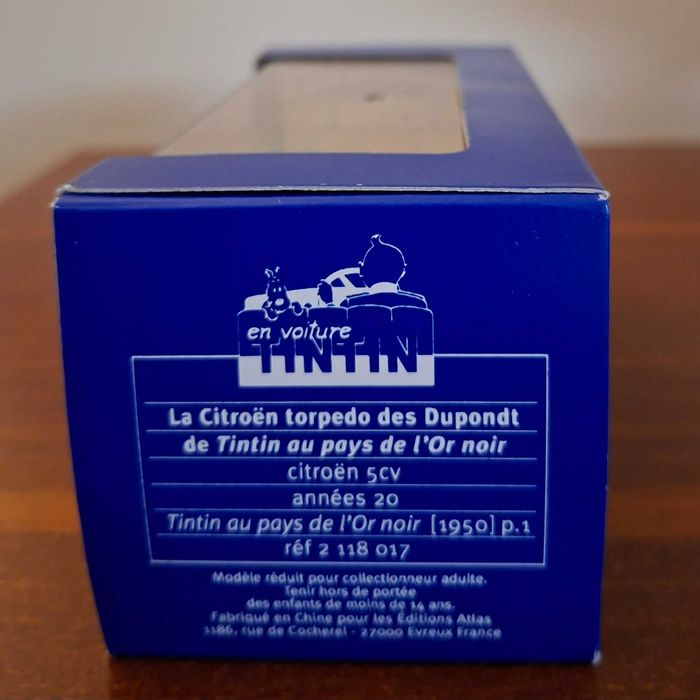 en voiture
TINTIN
La Citroën torpedo des Dupondt
de Tintin au pays de l'Or noir
citroën 5cv
années 20
Tintin au pays de l'Or noir [1950] p.1
réf 2 118 017
Modèle réduit pour collectionneur adulte.
Tenir hors de portée
des enfants de moins de 14 ans.
Fabriqué en Chine pour les Éditions Atlas
1186, rue de Cocherel - 27000 Évreux France